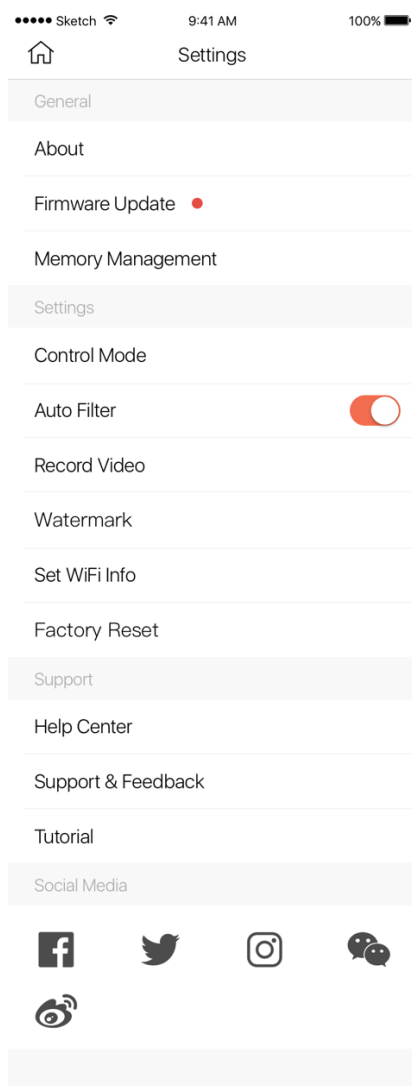 Sketch 9:41 AM 100%
Settings
General
About
Firmware Update
Memory Management
Settings
Control Mode
Auto Filter
Record Video
Watermark
Set WiFi Info
Factory Reset
Support
Help Center
Support & Feedback
Tutorial
Social Media